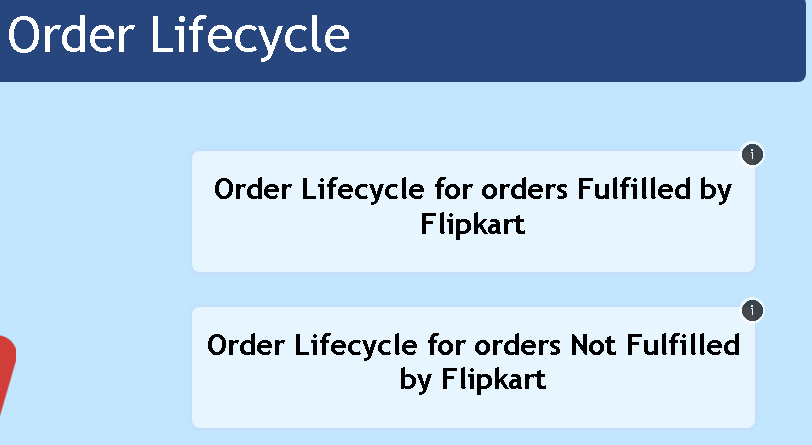 Order Lifecycle
i
Order Lifecycle for orders Fulfilled by
Flipkart
i
Order Lifecycle for orders Not Fulfilled
by Flipkart